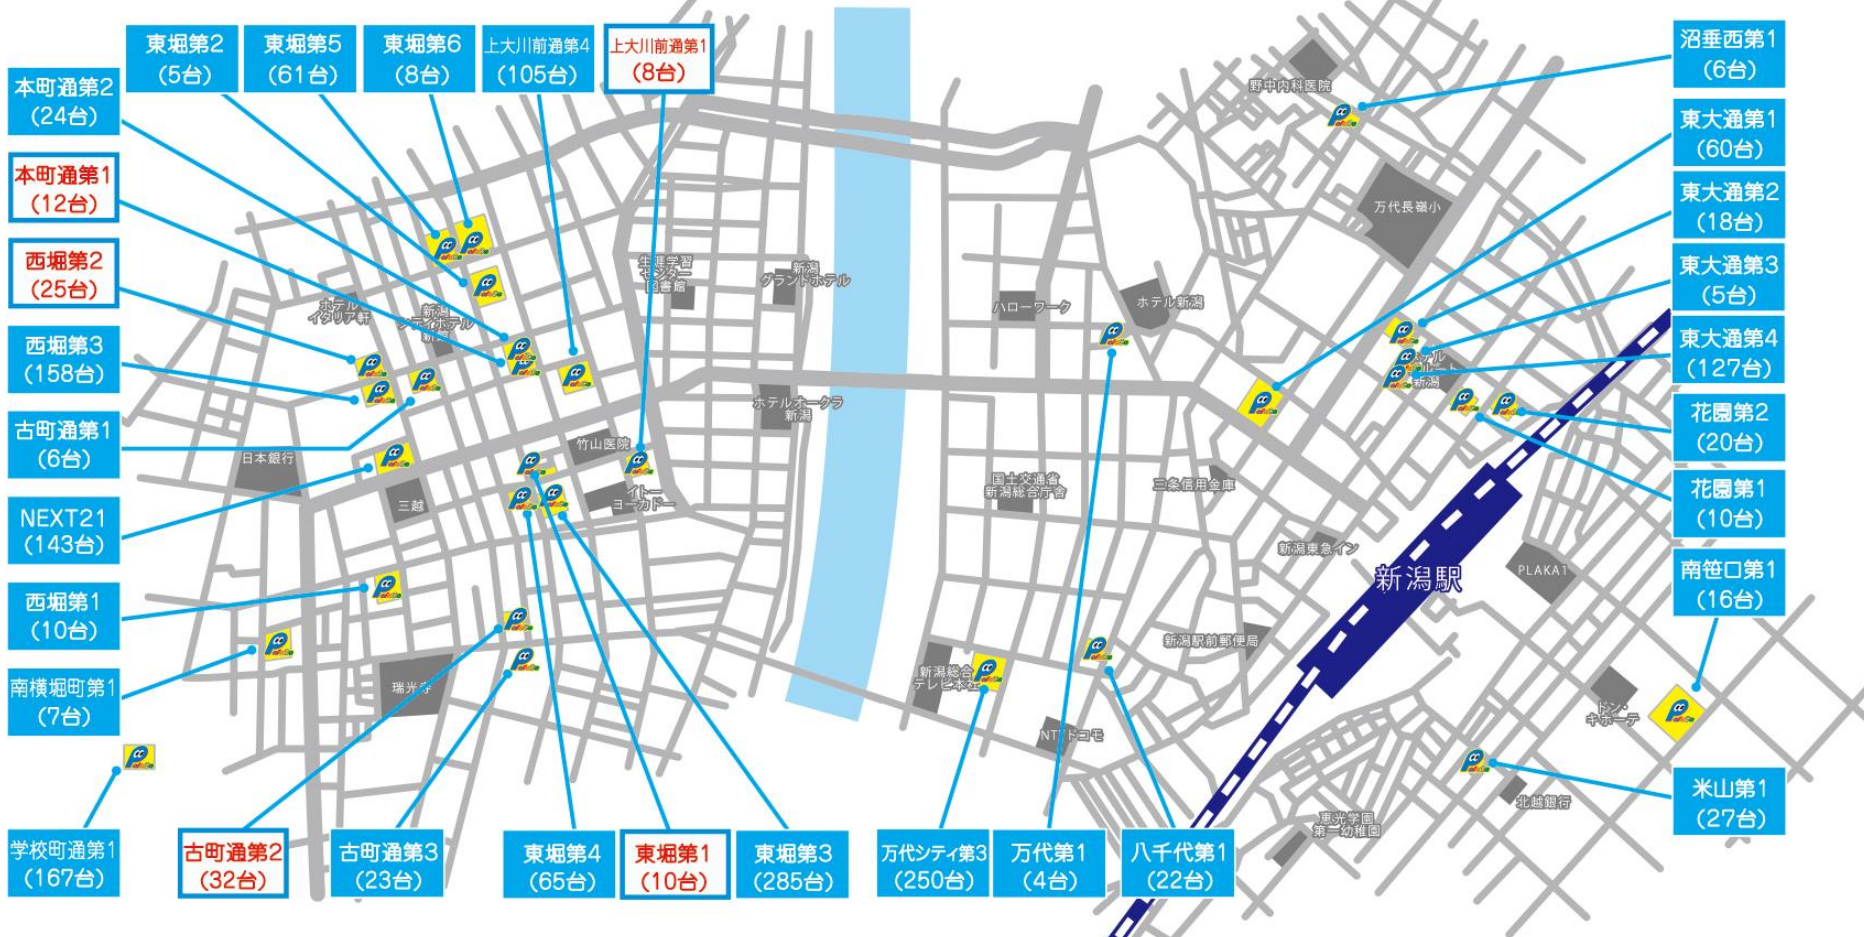 東堀第2
(5台)
東堀第5
(61台)
東堀第6
(8台)
上大川前通第4
(105台)
上大川前通第1
(8台)
本町通第2
(24台)
本町通第1
(12台)
西堀第2
(25台)
西堀第3
(158台)
古町通第1
(6台)
NEXT21
(143台)
西堀第1
(10台)
南横堀町第1
(7台)
学校町通第1
(167台)
古町通第2
(32台)
古町通第3
(23台)
東堀第4
(65台)
東堀第1
(10台)
東堀第3
(285台)
万代シティ第3
(250台)
万代第1
(4台)
八千代第1
(22台)
沼垂西第1
(6台)
東大通第1
(60台)
東大通第2
(18台)
東大通第3
(5台)
東大通第4
(127台)
花園第2
(20台)
花園第1
(10台)
南笹口第1
(16台)
米山第1
(27台)
ホテル
イタリア軒
新潟
シティホテル
新館
生涯学習
センター
図書館
新潟
グランドホテル
ホテルオークラ
新潟
竹山医院
イトー
ヨーカドー
日本銀行
三越
瑞光寺
野中内科医院
万代長嶺小
ハローワーク
ホテル新潟
国土交通省
新潟総合庁舎
三条信用金庫
新潟東急イン
新潟駅
PLAKA1
新潟駅前郵便局
新潟総合
テレビ本社
NTTドコモ
ドン・
キホーテ
北越銀行
恵光学園
第一幼稚園
新潟